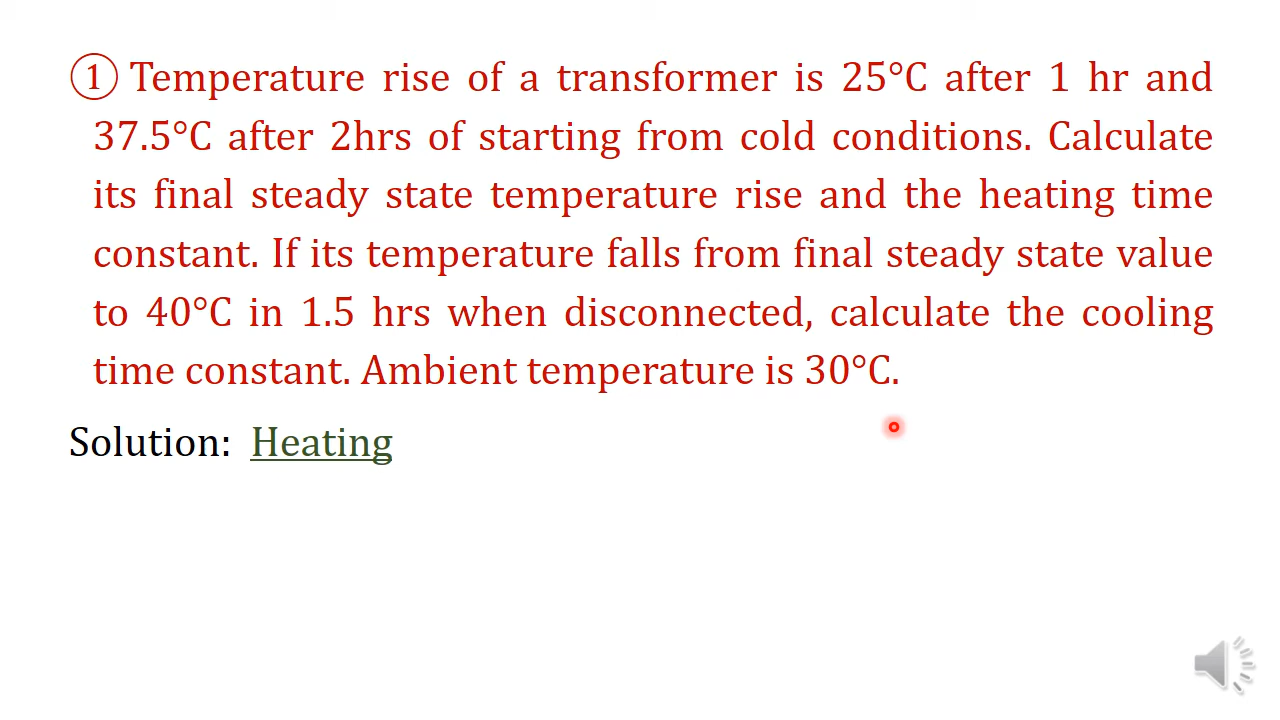 ① Temperature rise of a transformer is 25°C after 1 hr and
37.5°C after 2hrs of starting from cold conditions. Calculate
its final steady state temperature rise and the heating time
constant. If its temperature falls from final steady state value
to 40°C in 1.5 hrs when disconnected, calculate the cooling
time constant. Ambient temperature is 30°C.
Solution: Heating